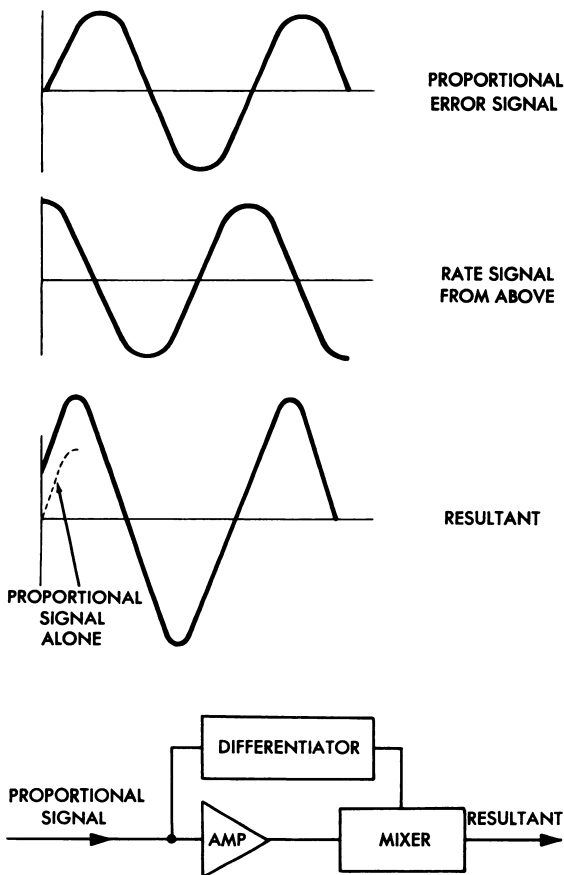 PROPORTIONAL
ERROR SIGNAL
RATE SIGNAL
FROM ABOVE
RESULTANT
PROPORTIONAL
SIGNAL
ALONE
DIFFERENTIATOR
PROPORTIONAL
SIGNAL
AMP
MIXER
RESULTANT